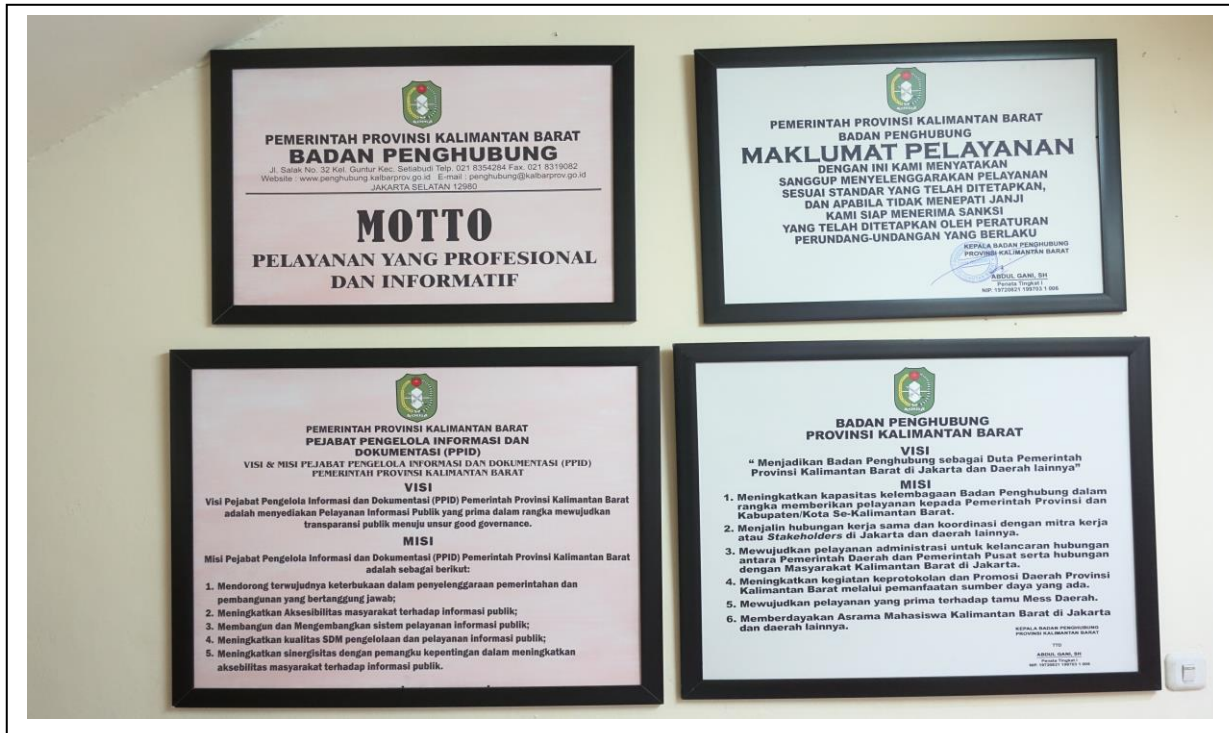 PEMERINTAH PROVINSI KALIMANTAN BARAT
BADAN PENGHUBUNG
Jl. Salak No. 32 Kel. Guntur Kec. Setiabudi Telp. 021 8354284 Fax. 021 8319082
Website : www.penghubung.kalbarprov.go.id E-mail : penghubung@kalbarprov.go.id
JAKARTA SELATAN 12980
MOTTO
PELAYANAN YANG PROFESIONAL
DAN INFORMATIF
PEMERINTAH PROVINSI KALIMANTAN BARAT
BADAN PENGHUBUNG
MAKLUMAT PELAYANAN
DENGAN INI KAMI MENYATAKAN
SANGGUP MENYELENGGARAKAN PELAYANAN
SESUAI STANDAR YANG TELAH DITETAPKAN,
DAN APABILA TIDAK MENEPATI JANJI
KAMI SIAP MENERIMA SANKSI
YANG TELAH DITETAPKAN OLEH PERATURAN
PERUNDANG-UNDANGAN YANG BERLAKU
KEPALA BADAN PENGHUBUNG
PROVINSI KALIMANTAN BARAT
ABDUL GANI, SH
Penata Tingkat I
PEMERINTAH PROVINSI KALIMANTAN BARAT
PEJABAT PENGELOLA INFORMASI DAN
DOKUMENTASI (PPID)
VISI & MISI PEJABAT PENGELOLA INFORMASI DAN DOKUMENTASI (PPID)
PEMERINTAH PROVINSI KALIMANTAN BARAT
VISI
Visi Pejabat Pengelola Informasi dan Dokumentasi (PPID) Pemerintah Provinsi Kalimantan Barat
adalah menyediakan Pelayanan Informasi Publik yang prima dalam rangka mewujudkan
transparansi publik menuju unsur good governance.
MISI
Misi Pejabat Pengelola Informasi dan Dokumentasi (PPID) Pemerintah Provinsi Kalimantan Barat
adalah sebagai berikut:
1. Mendorong terwujudnya keterbukaan dalam penyelenggaraan pemerintahan dan
pembangunan yang bertanggung jawab;
2. Meningkatkan Aksesibilitas masyarakat terhadap informasi publik;
3. Membangun dan Mengembangkan sistem pelayanan informasi publik;
4. Meningkatkan kualitas SDM pengelolaan dan pelayanan informasi publik;
5. Meningkatkan sinergisitas dengan pemangku kepentingan dalam meningkatkan
aksebilitas masyarakat terhadap informasi publik.
BADAN PENGHUBUNG
PROVINSI KALIMANTAN BARAT
VISI
" Menjadikan Badan Penghubung sebagai Duta Pemerintah
Provinsi Kalimantan Barat di Jakarta dan Daerah lainnya"
MISI
1. Meningkatkan kapasitas kelembagaan Badan Penghubung dalam
rangka memberikan pelayanan kepada Pemerintah Provinsi dan
Kabupaten/Kota Se-Kalimantan Barat.
2. Menjalin hubungan kerja sama dan koordinasi dengan mitra kerja
atau Stakeholders di Jakarta dan daerah lainnya.
3. Mewujudkan pelayanan administrasi untuk kelancaran hubungan
antara Pemerintah Daerah dan Pemerintah Pusat serta hubungan
dengan Masyarakat Kalimantan Barat di Jakarta.
4. Meningkatkan kegiatan keprotokolan dan Promosi Daerah Provinsi
Kalimantan Barat melalui pemanfaatan sumber daya yang ada.
5. Mewujudkan pelayanan yang prima terhadap tamu Mess Daerah.
6. Memberdayakan Asrama Mahasiswa Kalimantan Barat di Jakarta
dan daerah lainnya.
KEPALA BADAN PENGHUBUNG
PROVINSI KALIMANTAN BARAT
TTD
ABDUL GANI, SH
Penata Tingkat I